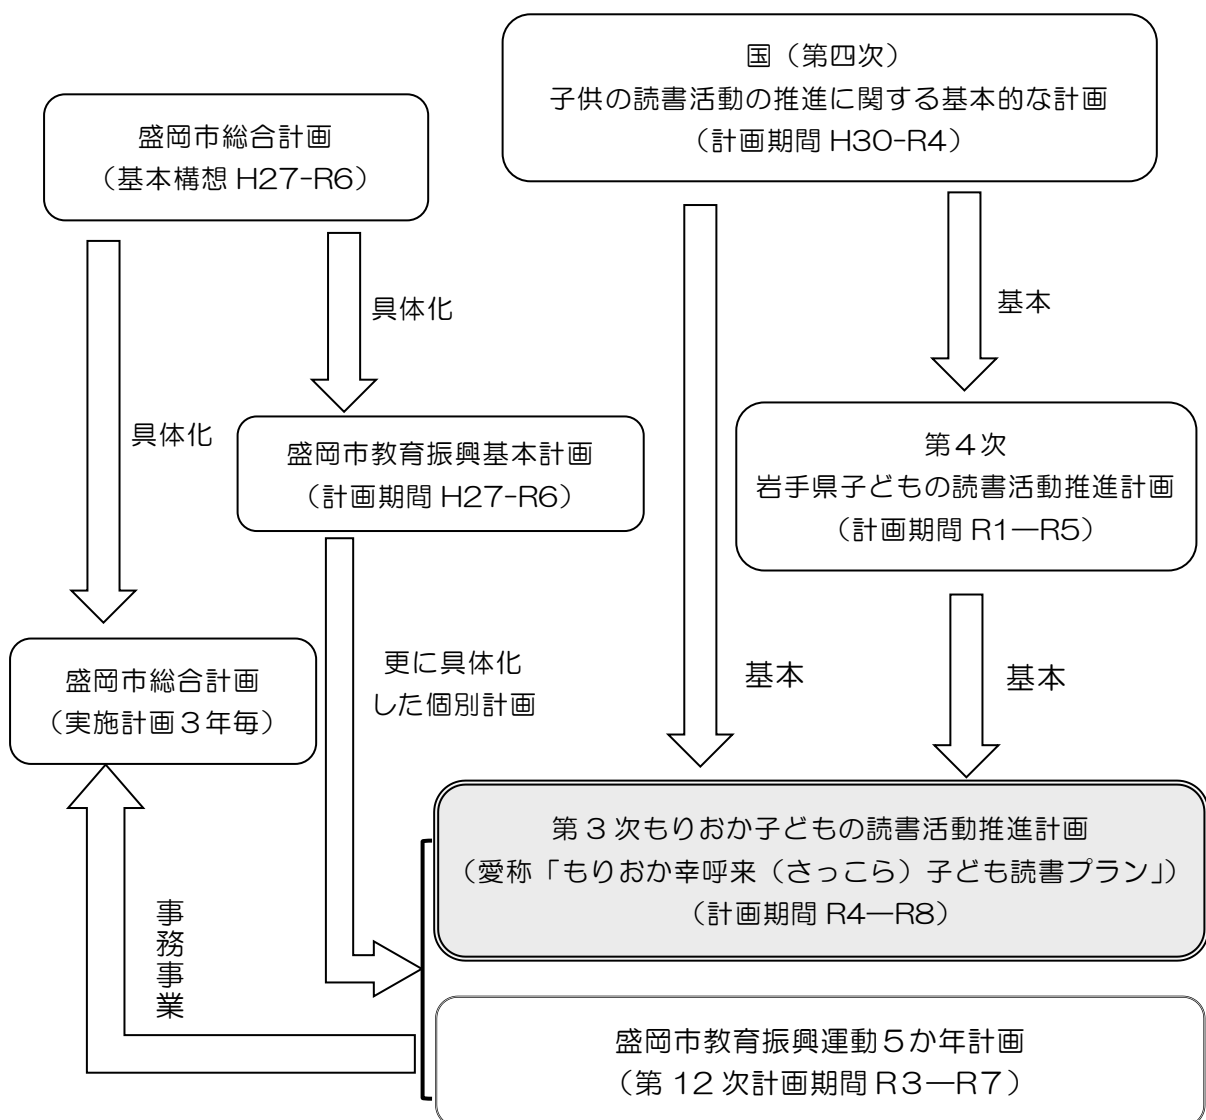 国（第四次）
子供の読書活動の推進に関する基本的な計画
（計画期間 H30-R4）
盛岡市総合計画
（基本構想 H27-R6）
具体化
基本
具体化
盛岡市教育振興基本計画
（計画期間 H27-R6）
第４次
岩手県子どもの読書活動推進計画
（計画期間 R1―R5）
盛岡市総合計画
（実施計画３年毎）
更に具体化
した個別計画
基本
基本
第３次もりおか子どもの読書活動推進計画
（愛称「もりおか幸呼来（さっこら）子ども読書プラン」）
（計画期間 R4―R8）
事務事業
盛岡市教育振興運動５か年計画
（第 12 次計画期間 R３―R７）